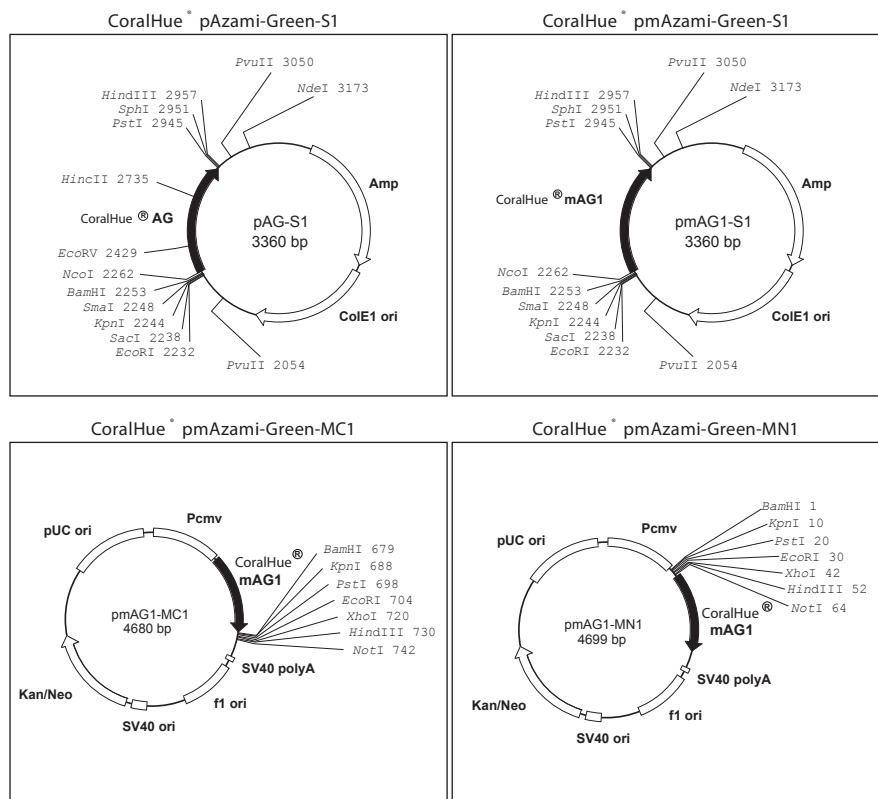 CoralHue® pAzami-Green-S1
PvuII 3050
NdeI 3173
HindIII 2957
SphI 2951
PstI 2945
HincII 2735
CoralHue ® AG
EcoRV 2429
NcoI 2262
BamHI 2253
SmaI 2248
KpnI 2244
SacI 2238
EcoRI 2232
PvuII 2054
Amp
ColE1 ori
pAG-S1
3360 bp
CoralHue® pmAzami-Green-S1
PvuII 3050
NdeI 3173
HindIII 2957
SphI 2951
PstI 2945
CoralHue ® mAG1
NcoI 2262
BamHI 2253
SmaI 2248
KpnI 2244
SacI 2238
EcoRI 2232
PvuII 2054
Amp
ColE1 ori
pmAG1-S1
3360 bp
CoralHue® pmAzami-Green-MC1
pUC ori
Pcmv
CoralHue ®
mAG1
BamHI 679
KpnI 688
PstI 698
EcoRI 704
XhoI 720
HindIII 730
NotI 742
pmAG1-MC1
4680 bp
SV40 polyA
Kan/Neo
f1 ori
SV40 ori
CoralHue® pmAzami-Green-MN1
pUC ori
Pcmv
BamHI 1
KpnI 10
PstI 20
EcoRI 30
XhoI 42
HindIII 52
NotI 64
CoralHue ®
mAG1
pmAG1-MN1
4699 bp
SV40 polyA
Kan/Neo
f1 ori
SV40 ori